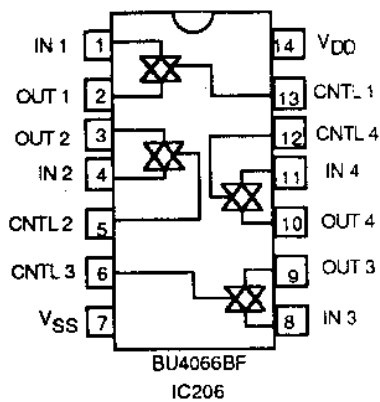 IN 1 1
OUT 1 2
OUT 2 3
IN 2 4
CNTL 2 5
CNTL 3 6
VSS 7
14 VDD
13 CNTL 1
12 CNTL 4
11 IN 4
10 OUT 4
9 OUT 3
8 IN 3
BU4066BF
IC206